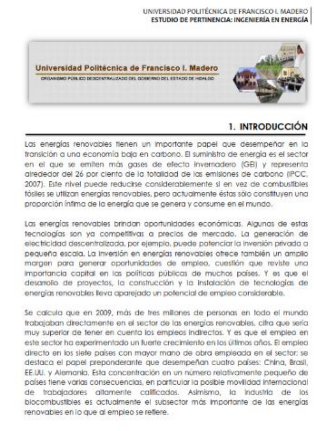 UNIVERSIDAD POLITÉCNICA DE FRANCISCO I. MADERO
ESTUDIO DE PERTINENCIA: INGENIERÍA EN ENERGÍA
Universidad Politécnica de Francisco I. Madero
ORGANISMO PÚBLICO DESCENTRALIZADO DEL GOBIERNO DEL ESTADO DE HIDALGO
1. INTRODUCCIÓN
Las energías renovables tienen un importante papel que desempeñar en la
transición a una economía baja en carbono. El suministro de energía es el sector
en el que se emiten más gases de efecto invernadero (GEI) y representa
alrededor del 26 por ciento de la totalidad de las emisiones de carbono (IPCC,
2007). Este nivel puede reducirse considerablemente si en vez de combustibles
fósiles se utilizan energías renovables, pero actualmente éstas sólo constituyen una
proporción ínfima de la energía que se genera y consume en el mundo.
Las energías renovables brindan oportunidades económicas. Algunas de estas
tecnologías son ya competitivas a precios de mercado. La generación de
electricidad descentralizada, por ejemplo, puede potenciar la inversión privada a
pequeña escala. La inversión en energías renovables ofrece también un amplio
margen para generar oportunidades de empleo, cuestión que reviste una
importancia capital en las políticas públicas de muchos países. Y es que el
desarrollo de proyectos, la construcción y la instalación de tecnologías de
energías renovables lleva aparejado un potencial de empleo considerable.
Se calcula que en 2009, más de tres millones de personas en todo el mundo
trabajaban directamente en el sector de las energías renovables, cifra que sería
muy superior de tener en cuenta los empleos indirectos. Y es que el empleo en
este sector ha experimentado un fuerte crecimiento en los últimos años. El empleo
directo en los siete países con mayor mano de obra empleada en el sector; se
destaca el papel preponderante que desempeñan cuatro países: China, Brasil,
EE.UU. y Alemania. Esta concentración en un número relativamente pequeño de
países tiene varias consecuencias, en particular la posible movilidad internacional
de trabajadores altamente calificados. Asimismo, la industria de los
biocombustibles es actualmente el subsector más importante de las energías
renovables en lo que al empleo se refiere.